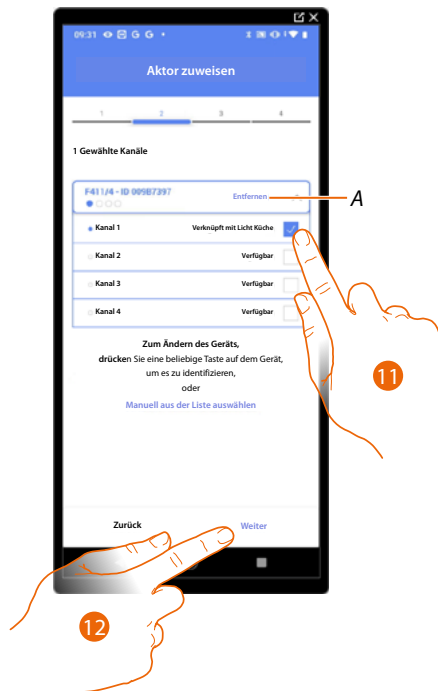 09:31 G G
Aktor zuweisen
1 2 3 4
1 Gewählte Kanäle
F411/4 - ID 009B7397
Entfernen
A
Kanal 1 Verknüpft mit Licht Küche
Kanal 2 Verfügbar
Kanal 3 Verfügbar
Kanal 4 Verfügbar
Zum Ändern des Geräts,
drücken Sie eine beliebige Taste auf dem Gerät,
um es zu identifizieren,
oder
Manuell aus der Liste auswählen
11
Zurück Weiter
12